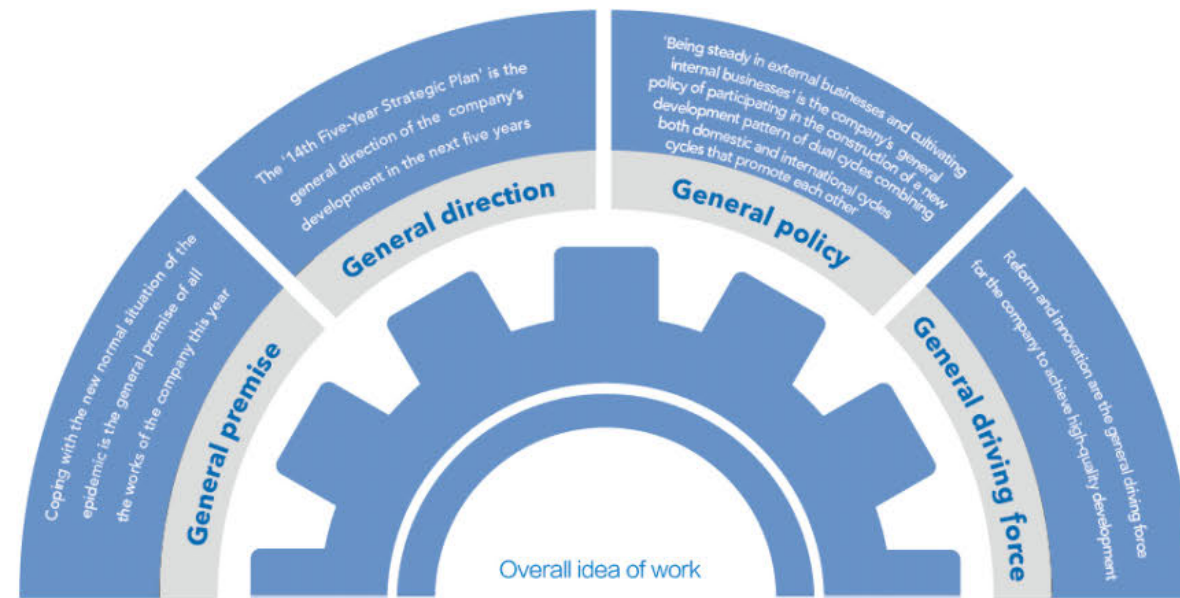 Coping with the new normal situation of the
epidemic is the general premise of all
the works of the company this year
General premise
The '14th Five-Year Strategic Plan' is the
general direction of the company's
development in the next five years
General direction
'Being steady in external businesses and cultivating
internal businesses' is the company's general
policy of participating in the construction of a new
development pattern of dual cycles combining
both domestic and international cycles
cycles that promote each other'
General policy
Reform and innovation are the general driving force
for the company to achieve high-quality development
General driving force
Overall idea of work